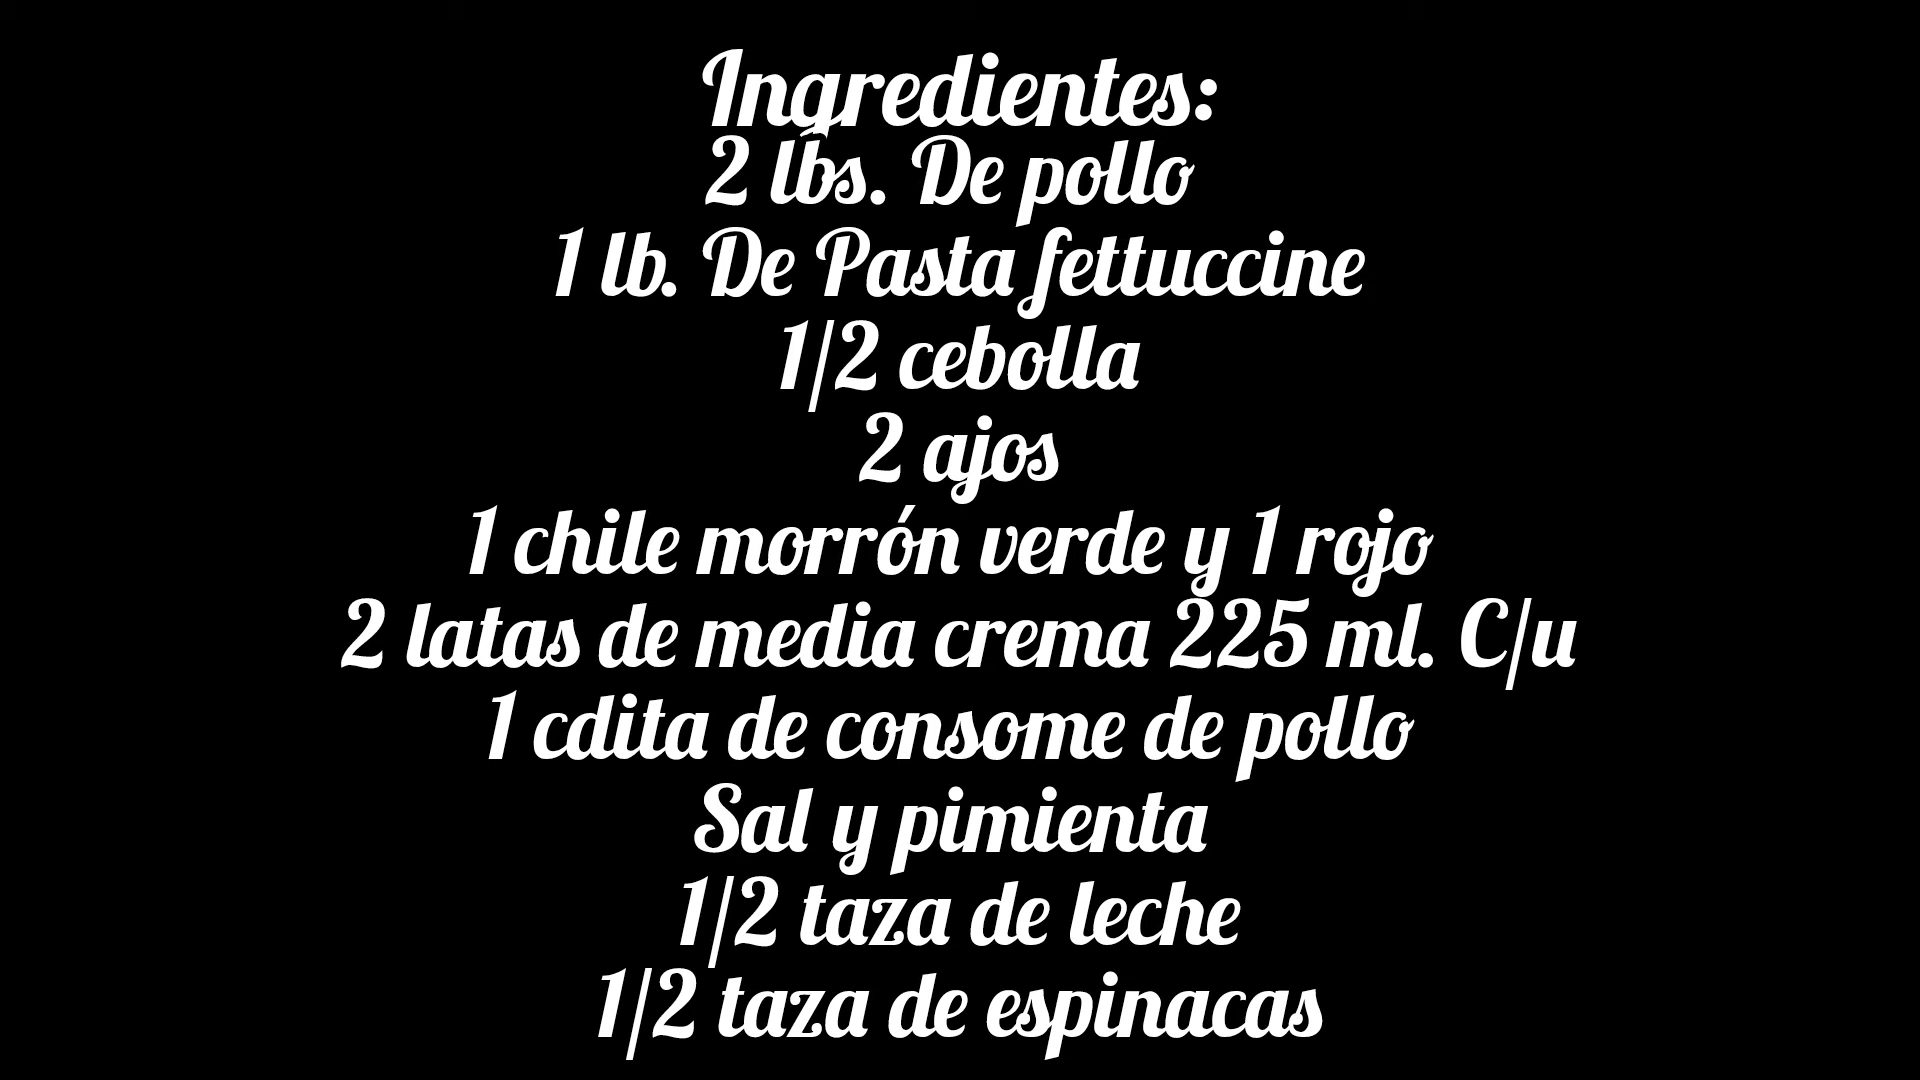 Ingredientes:
2 lbs. De pollo
1 lb. De Pasta fettuccine
1/2 cebolla
2 ajos
1 chile morrón verde y 1 rojo
2 latas de media crema 225 ml. C/u
1 cdita de consome de pollo
Sal y pimienta
1/2 taza de leche
1/2 taza de espinacas